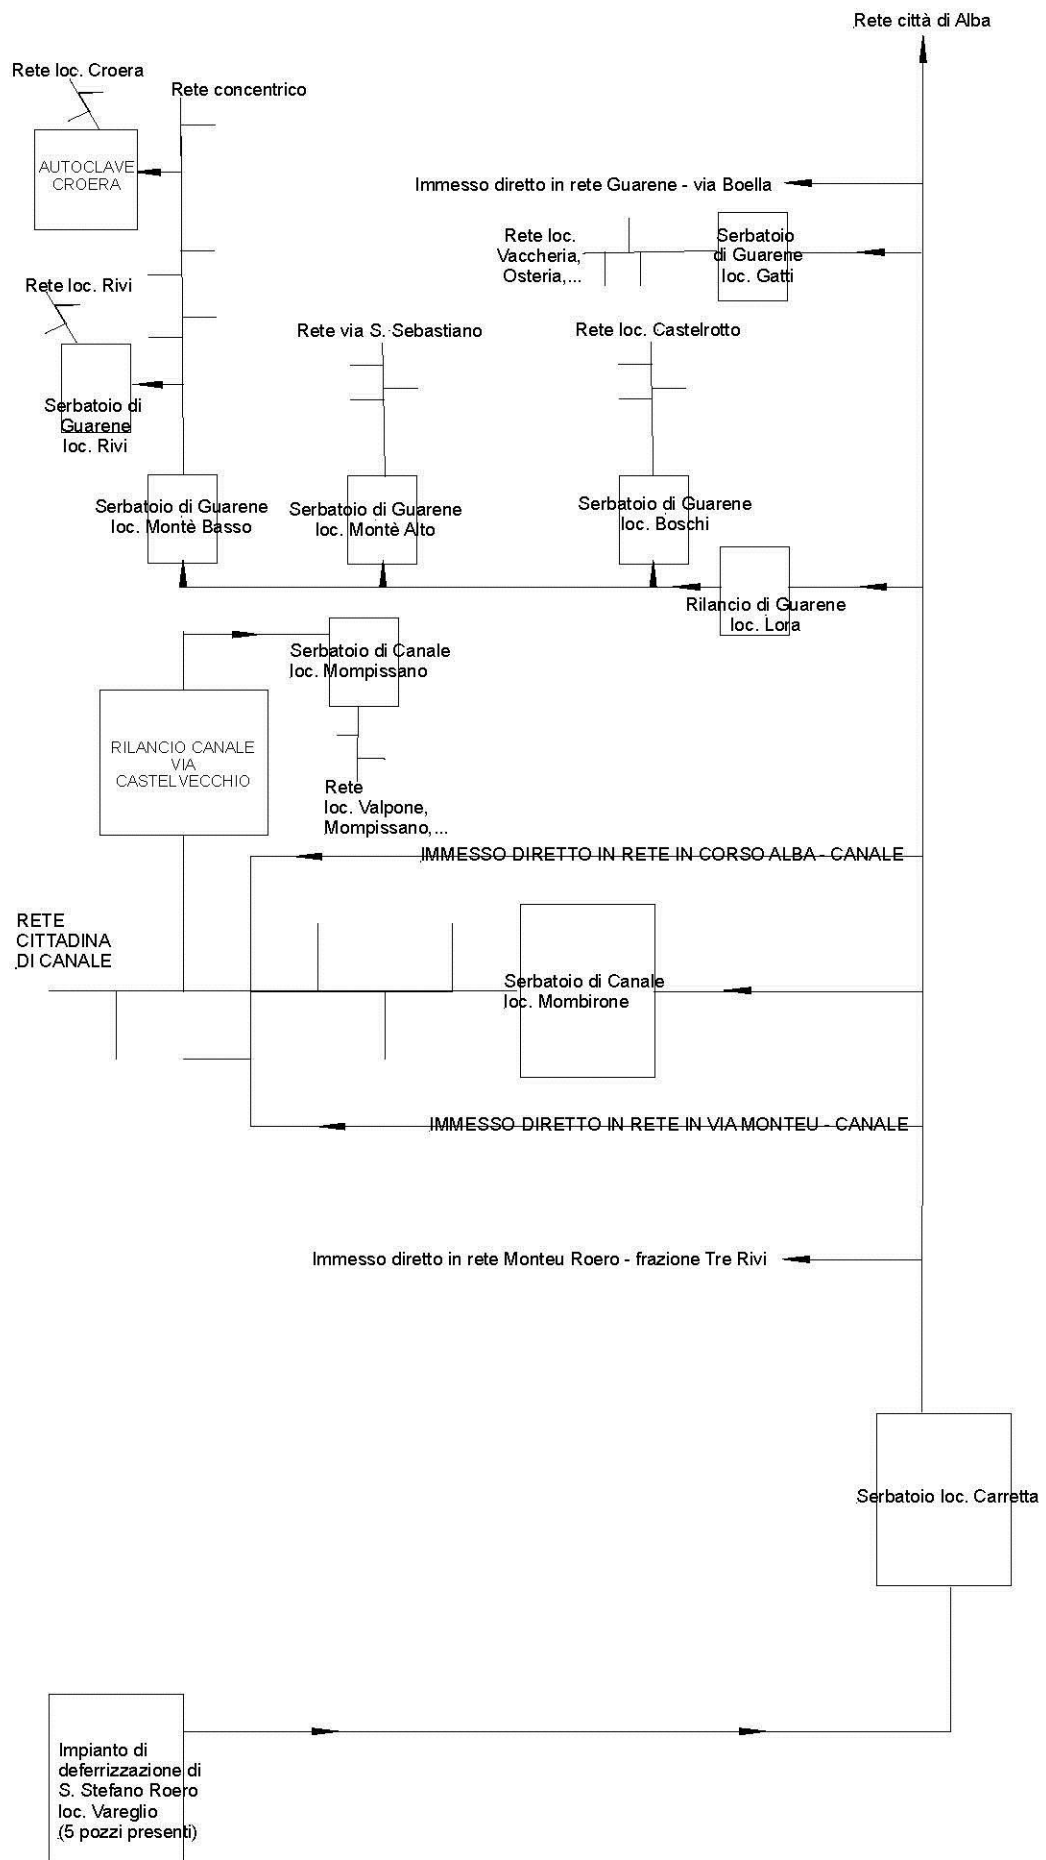 Rete città di Alba
Rete loc. Croera
Rete concentrico
AUTOCLAVE
CROERA
Immesso diretto in rete Guarene - via Boella
Rete loc.
Vaccheria,
Osteria,...
Serbatoio
di Guarene
loc. Gatti
Rete loc. Rivi
Rete via S. Sebastiano
Rete loc. Castelrotto
Serbatoio di
Guarene
loc. Rivi
Serbatoio di Guarene
loc. Montè Basso
Serbatoio di Guarene
loc. Montè Alto
Serbatoio di Guarene
loc. Boschi
Rilancio di Guarene
loc. Lora
Serbatoio di Canale
loc. Mompissano
RILANCIO CANALE
VIA
CASTELVECCHIO
Rete
loc. Valpone,
Mompissano,...
IMMESSO DIRETTO IN RETE IN CORSO ALBA - CANALE
RETE
CITTADINA
DI CANALE
Serbatoio di Canale
loc. Mombirone
IMMESSO DIRETTO IN RETE IN VIA MONTEU - CANALE
Immesso diretto in rete Monteu Roero - frazione Tre Rivi
Serbatoio loc. Carretta
Impianto di
deferrizzazione di
S. Stefano Roero
loc. Vareglio
(5 pozzi presenti)